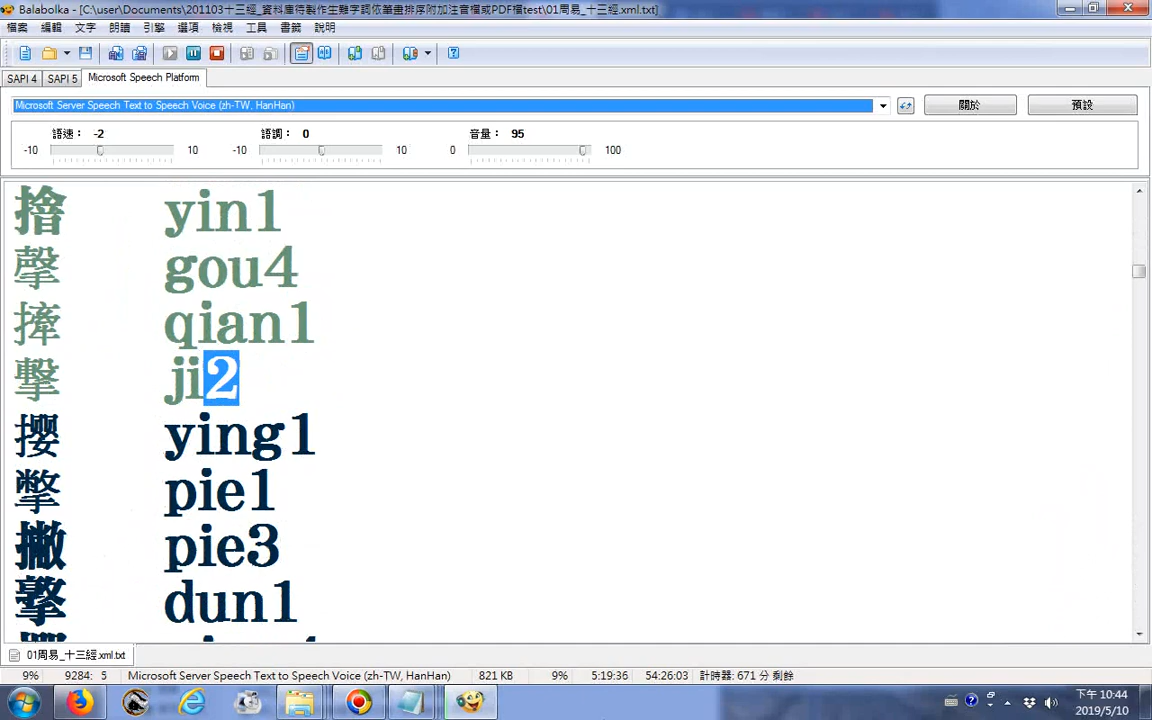 Balabolka - [C:\user\Documents\201103十三經_資料庫待製作生難字詞依筆畫排序附加注音檔或PDF檔test\01周易_十三經.xml.txt]
檔案 編輯 文字 朗讀 引擎 選項 檢視 工具 書籤 說明
SAPI 4 SAPI 5 Microsoft Speech Platform
Microsoft Server Speech Text to Speech Voice (zh-TW, HanHan) 關於 預設
語速： -2 語調： 0 音量： 95
-10 10 -10 10 0 100
yin1
gou4
qian1
擊 ji2
攖 ying1
撆 pie1
撇 pie3
dun1
01周易_十三經.xml.txt
9% 9284: 5 Microsoft Server Speech Text to Speech Voice (zh-TW, HanHan) 821 KB 9% 5:19:36 54:26:03 計時器: 671 分 剩餘
下午 10:44
2019/5/10